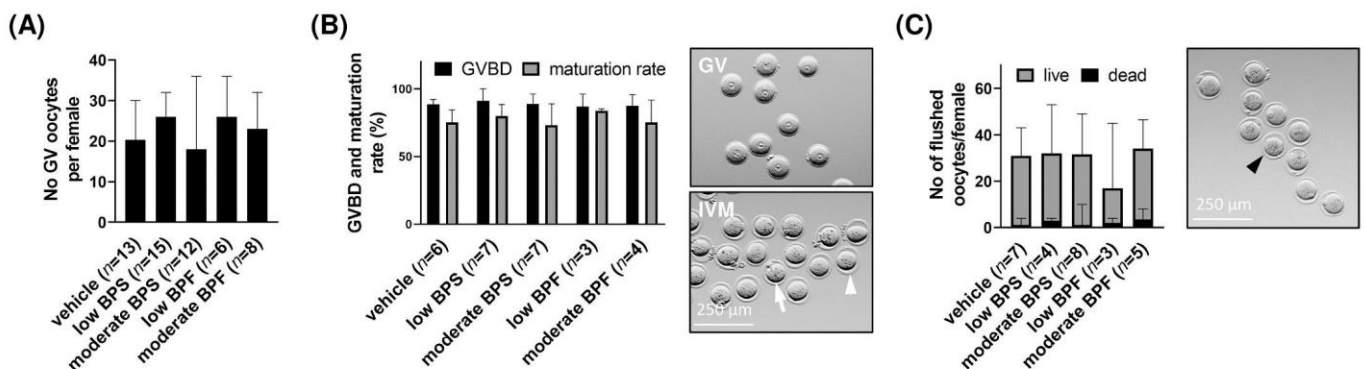 (A)
No GV oocytes
per female
40
30
20
10
0
vehicle (n=13)
low BPS (n=15)
moderate BPS (n=12)
low BPF (n=6)
moderate BPF (n=8)
(B)
GVBD and maturation
rate (%)
GVBD maturation rate
100
50
0
vehicle (n=6)
low BPS (n=7)
moderate BPS (n=7)
low BPF (n=3)
moderate BPF (n=4)
GV
IVM
250 μm
(C)
No of flushed
oocytes/female
live dead
60
40
20
0
vehicle (n=7)
low BPS (n=4)
moderate BPS (n=8)
low BPF (n=3)
moderate BPF (n=5)
250 μm